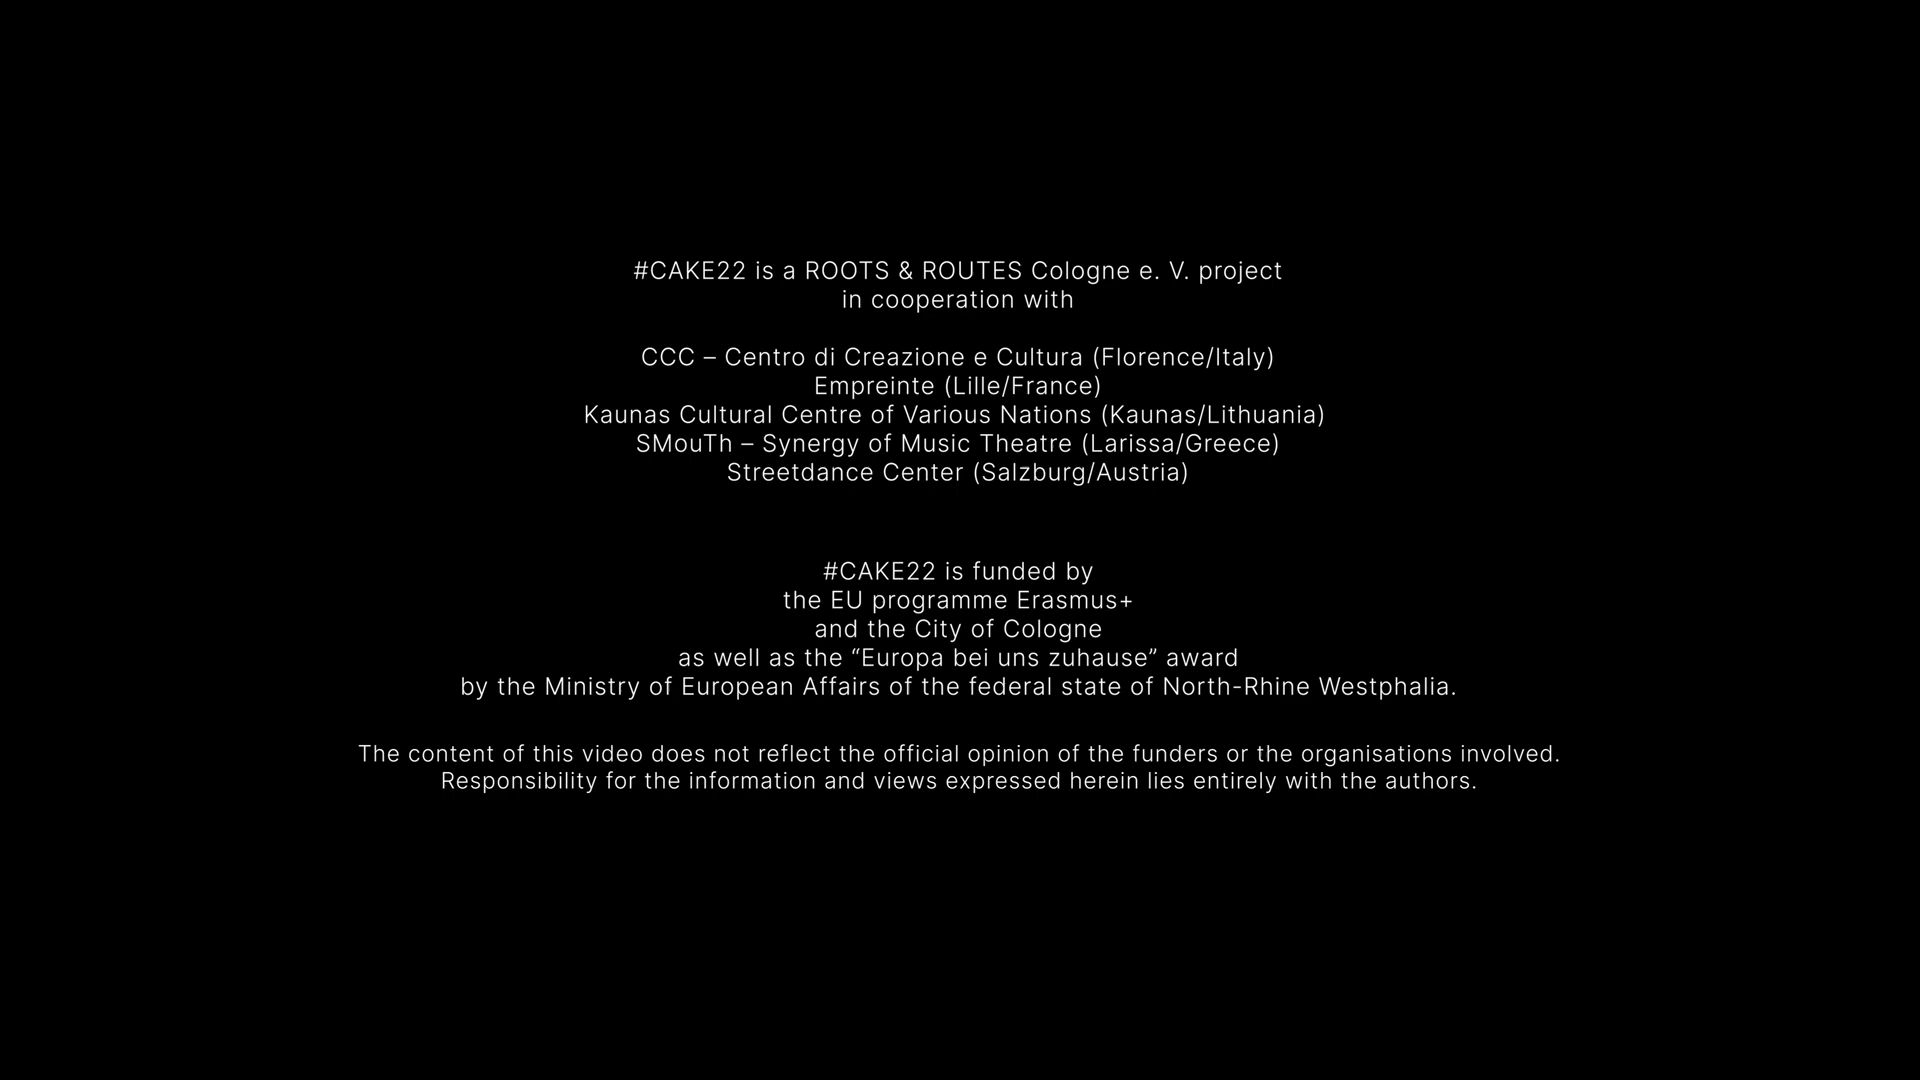 #CAKE22 is a ROOTS & ROUTES Cologne e. V. project
in cooperation with
CCC – Centro di Creazione e Cultura (Florence/Italy)
Empreinte (Lille/France)
Kaunas Cultural Centre of Various Nations (Kaunas/Lithuania)
SMouTh – Synergy of Music Theatre (Larissa/Greece)
Streetdance Center (Salzburg/Austria)
#CAKE22 is funded by
the EU programme Erasmus+
and the City of Cologne
as well as the “Europa bei uns zuhause” award
by the Ministry of European Affairs of the federal state of North-Rhine Westphalia.
The content of this video does not reflect the official opinion of the funders or the organisations involved.
Responsibility for the information and views expressed herein lies entirely with the authors.